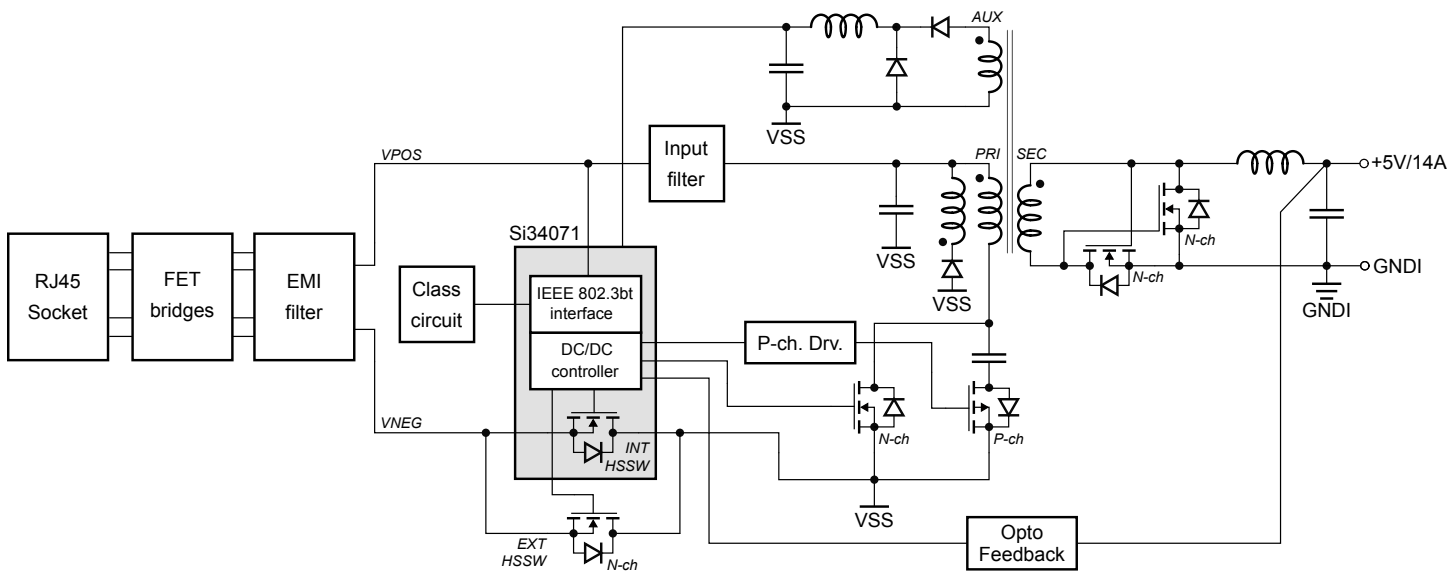 AUX
VSS
VPOS
Input
filter
PRI
SEC
+5V/14A
Si34071
VSS
VSS
N-ch
N-ch
GNDI
GNDI
RJ45
Socket
FET
bridges
EMI
filter
Class
circuit
IEEE 802.3bt
interface
DC/DC
controller
P-ch. Drv.
VNEG
INT
HSSW
N-ch
P-ch
VSS
EXT
HSSW
N-ch
Opto
Feedback